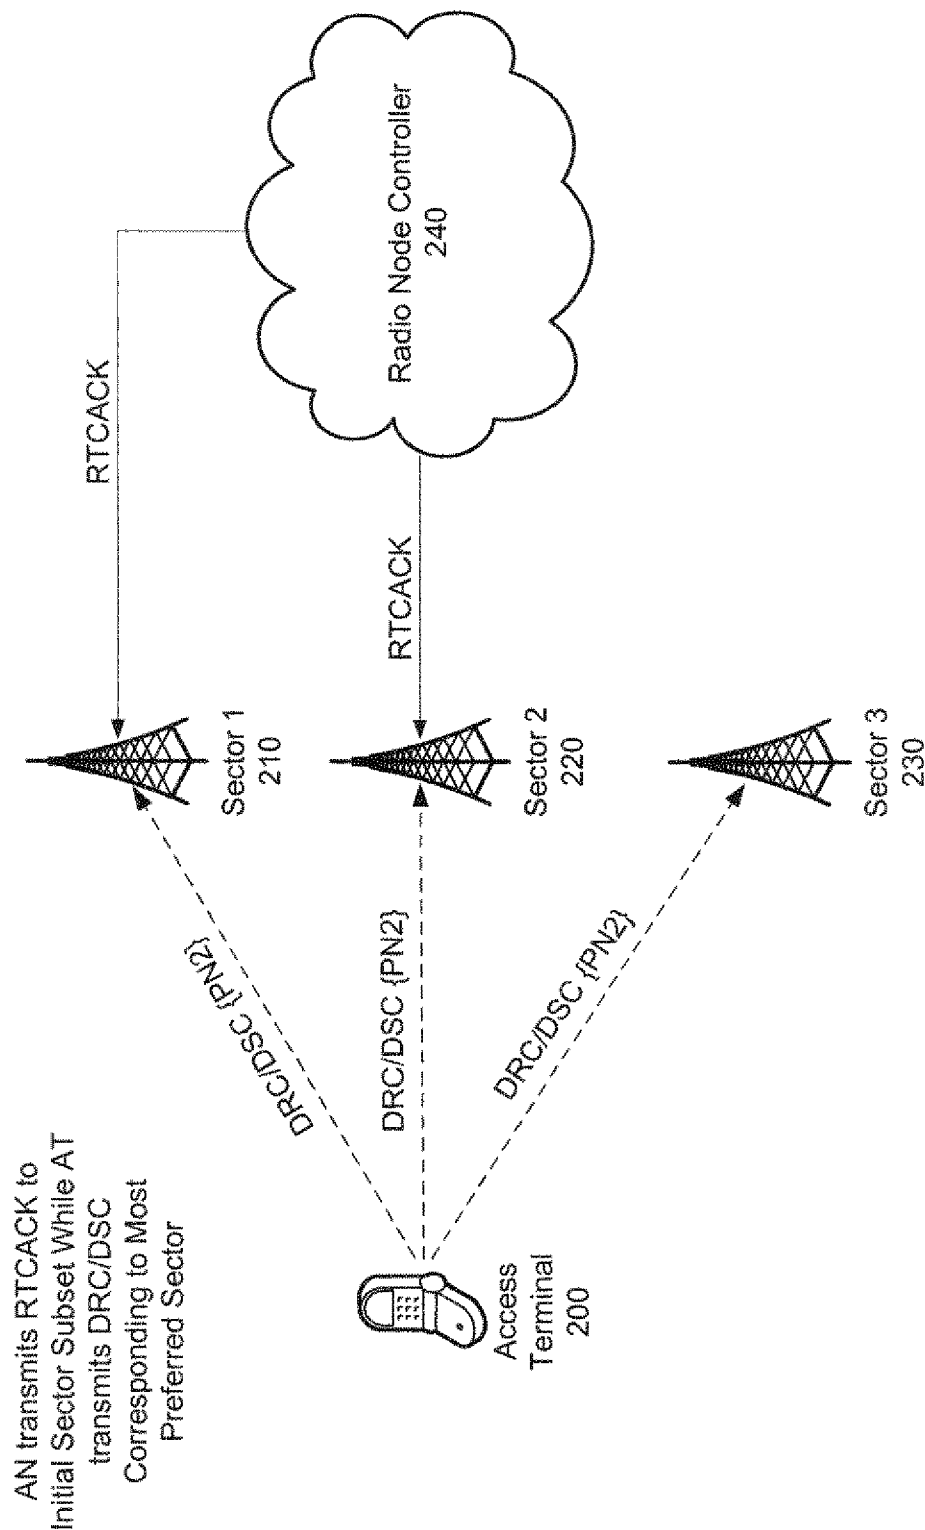 AN transmits RTCACK to
Initial Sector Subset While AT
transmits DRC/DSC
Corresponding to Most
Preferred Sector
Access
Terminal
200
DRC/DSC {PN2}
DRC/DSC {PN2}
DRC/DSC {PN2}
Sector 1
210
Sector 2
220
Sector 3
230
RTCACK
RTCACK
Radio Node Controller
240